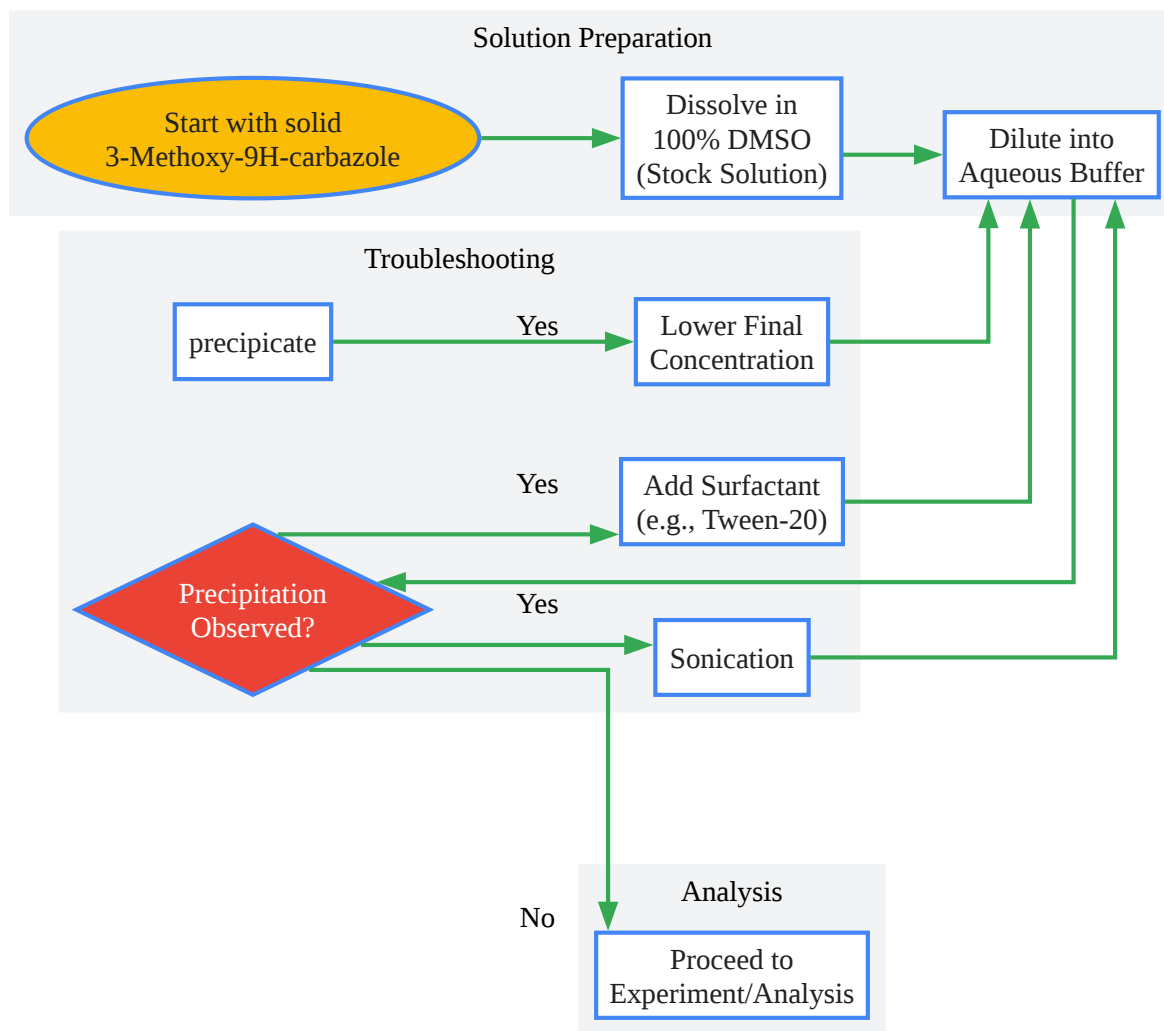 Solution Preparation
Start with solid
3-Methoxy-9H-carbazole
Dissolve in
100% DMSO
(Stock Solution)
Dilute into
Aqueous Buffer
Troubleshooting
precipicate
Yes
Lower Final
Concentration
Yes
Add Surfactant
(e.g., Tween-20)
Precipitation
Observed?
Yes
Sonication
Analysis
No
Proceed to
Experiment/Analysis